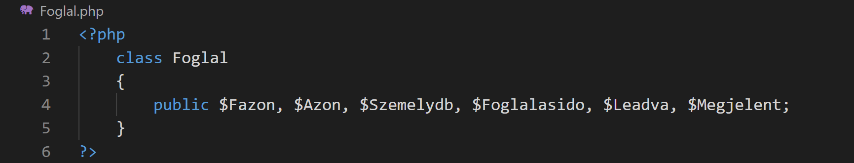 Foglal.php
1 <?php
2 class Foglal
3 {
4 public $Fazon, $Azon, $Szemelydb, $Foglalasido, $Leadva, $Megjelent;
5 }
6 ?>